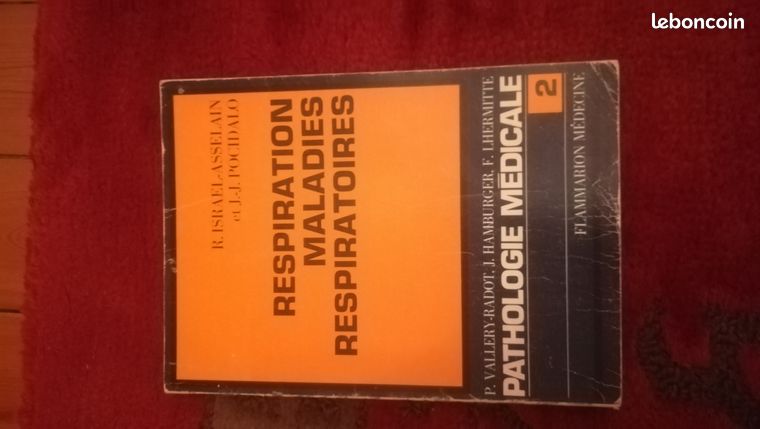 leboncoin
R. ISRAEL-ASSELAIN
et J.-J. POCIDALO
RESPIRATION
MALADIES
RESPIRATOIRES
P. VALLERY-RADOT, J. HAMBURGER, F. LHERMITTE
PATHOLOGIE MÉDICALE 2
FLAMMARION MÉDECINE